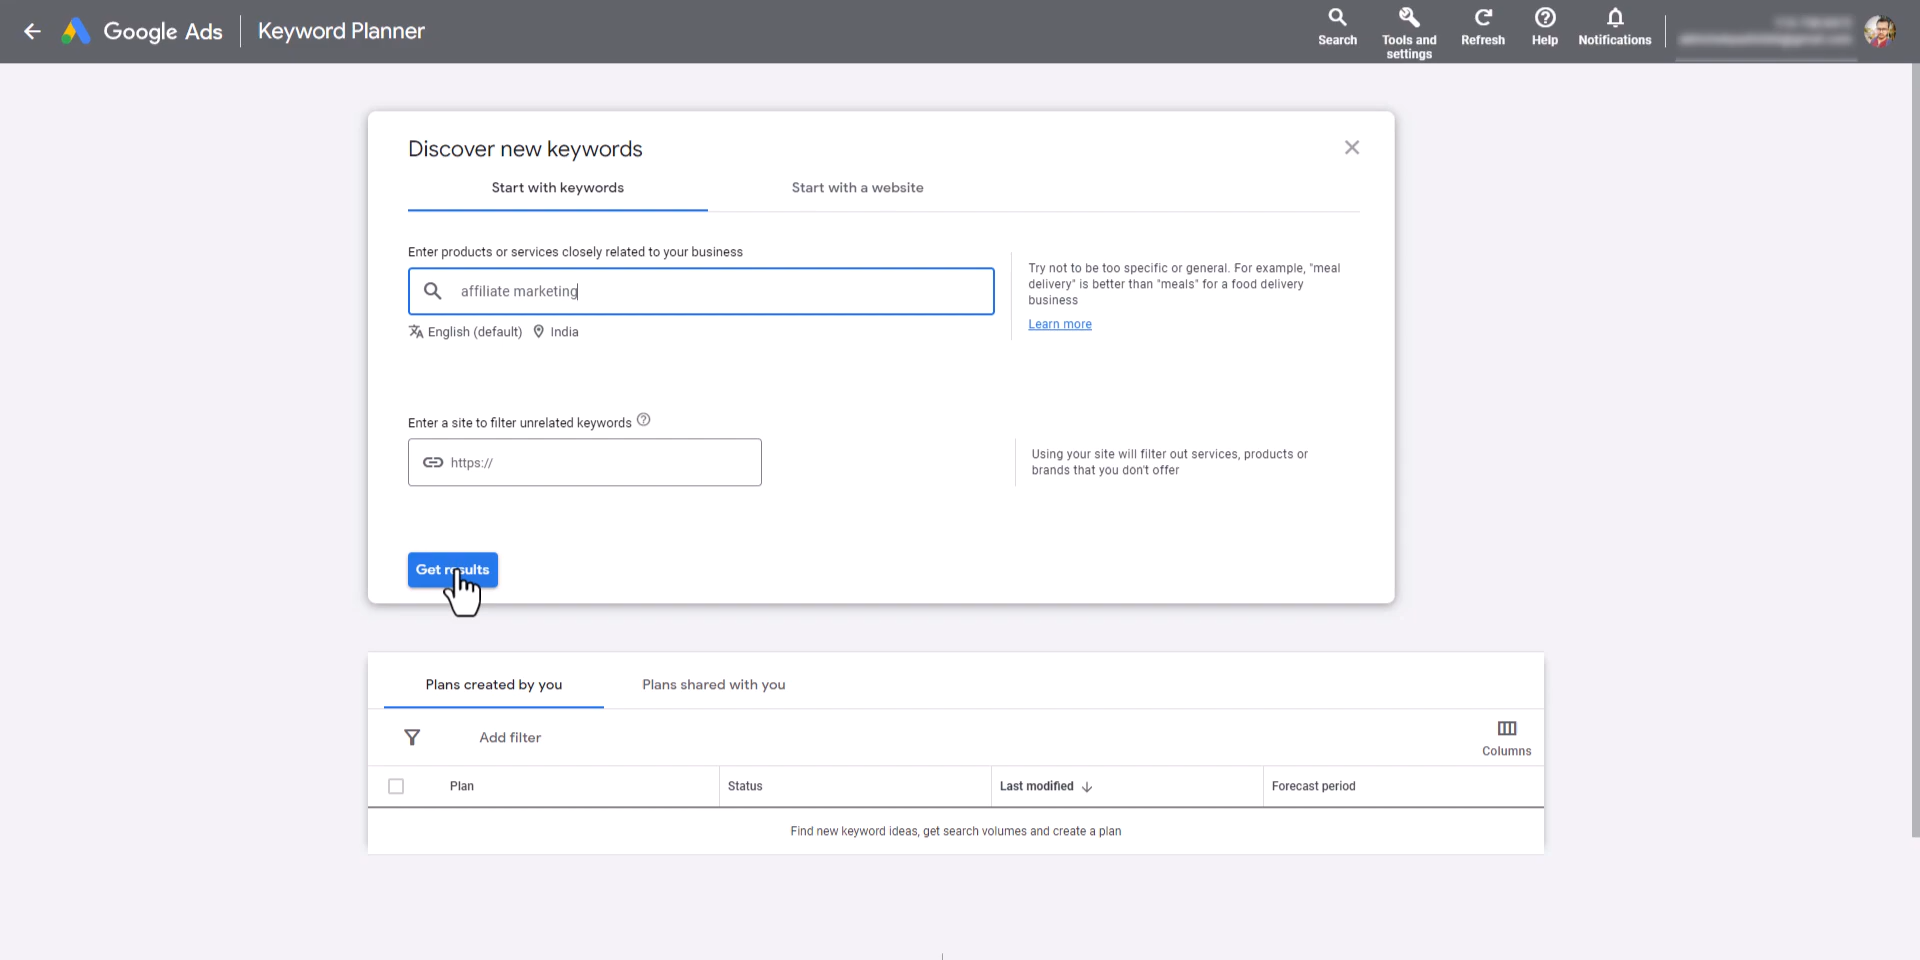 Google Ads
Keyword Planner
Search
Tools and
settings
Refresh
Help
Notifications
Discover new keywords
Start with keywords
Start with a website
Enter products or services closely related to your business
affiliate marketing
English (default)
India
Try not to be too specific or general. For example, "meal
delivery" is better than "meals" for a food delivery
business
Learn more
Enter a site to filter unrelated keywords
https://
Using your site will filter out services, products or
brands that you don't offer
Get results
Plans created by you
Plans shared with you
Add filter
Columns
Plan
Status
Last modified
Forecast period
Find new keyword ideas, get search volumes and create a plan